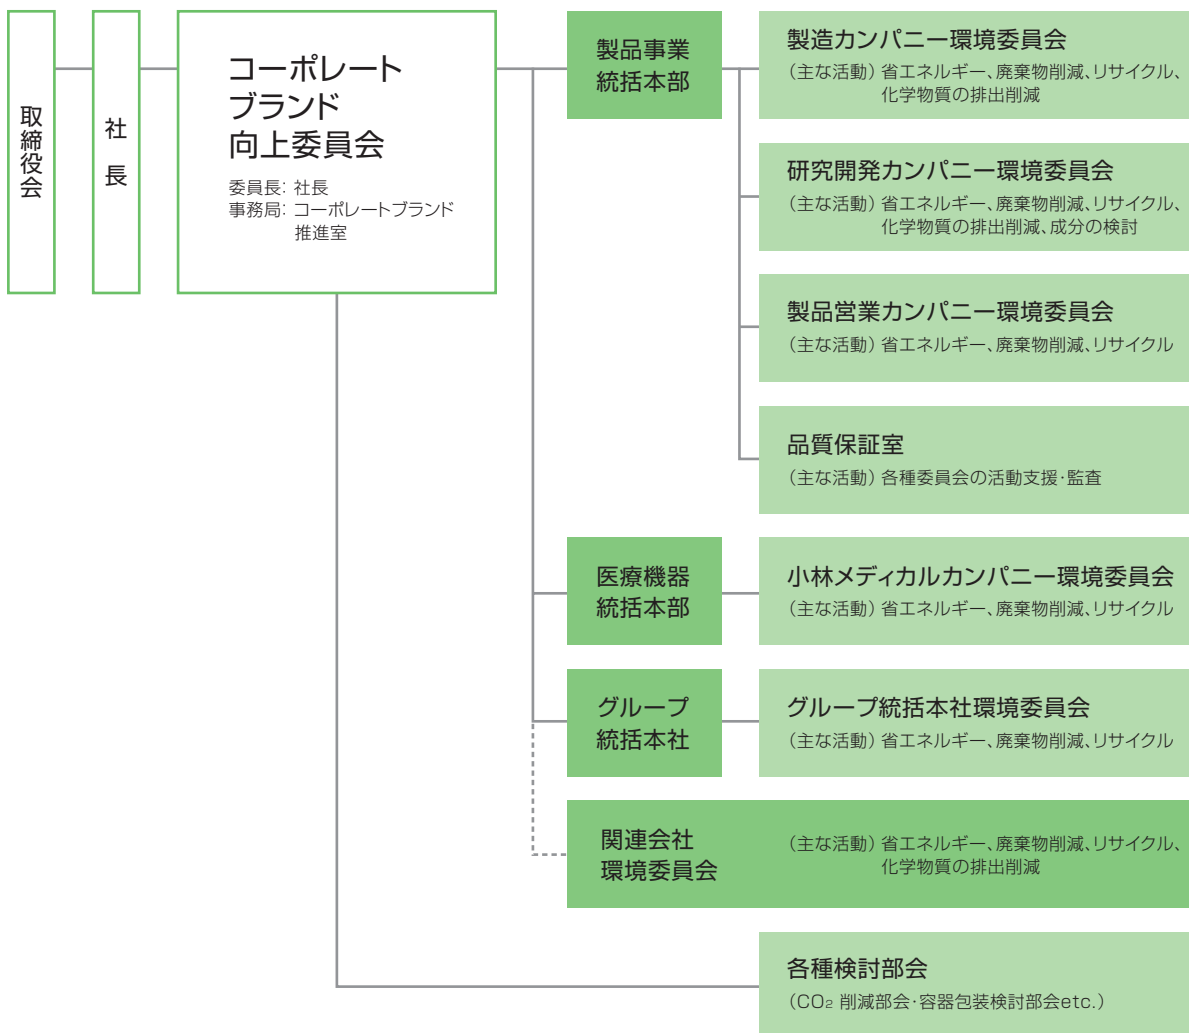 取締役会
社長
コーポレート
ブランド
向上委員会
委員長: 社長
事務局: コーポレートブランド
推進室
製品事業
統括本部
製造カンパニー環境委員会
（主な活動）省エネルギー、廃棄物削減、リサイクル、
化学物質の排出削減
研究開発カンパニー環境委員会
（主な活動）省エネルギー、廃棄物削減、リサイクル、
化学物質の排出削減、成分の検討
製品営業カンパニー環境委員会
（主な活動）省エネルギー、廃棄物削減、リサイクル
品質保証室
（主な活動）各種委員会の活動支援・監査
医療機器
統括本部
小林メディカルカンパニー環境委員会
（主な活動）省エネルギー、廃棄物削減、リサイクル
グループ
統括本社
グループ統括本社環境委員会
（主な活動）省エネルギー、廃棄物削減、リサイクル
関連会社
環境委員会
（主な活動）省エネルギー、廃棄物削減、リサイクル、
化学物質の排出削減
各種検討部会
（CO₂ 削減部会・容器包装検討部会etc.）